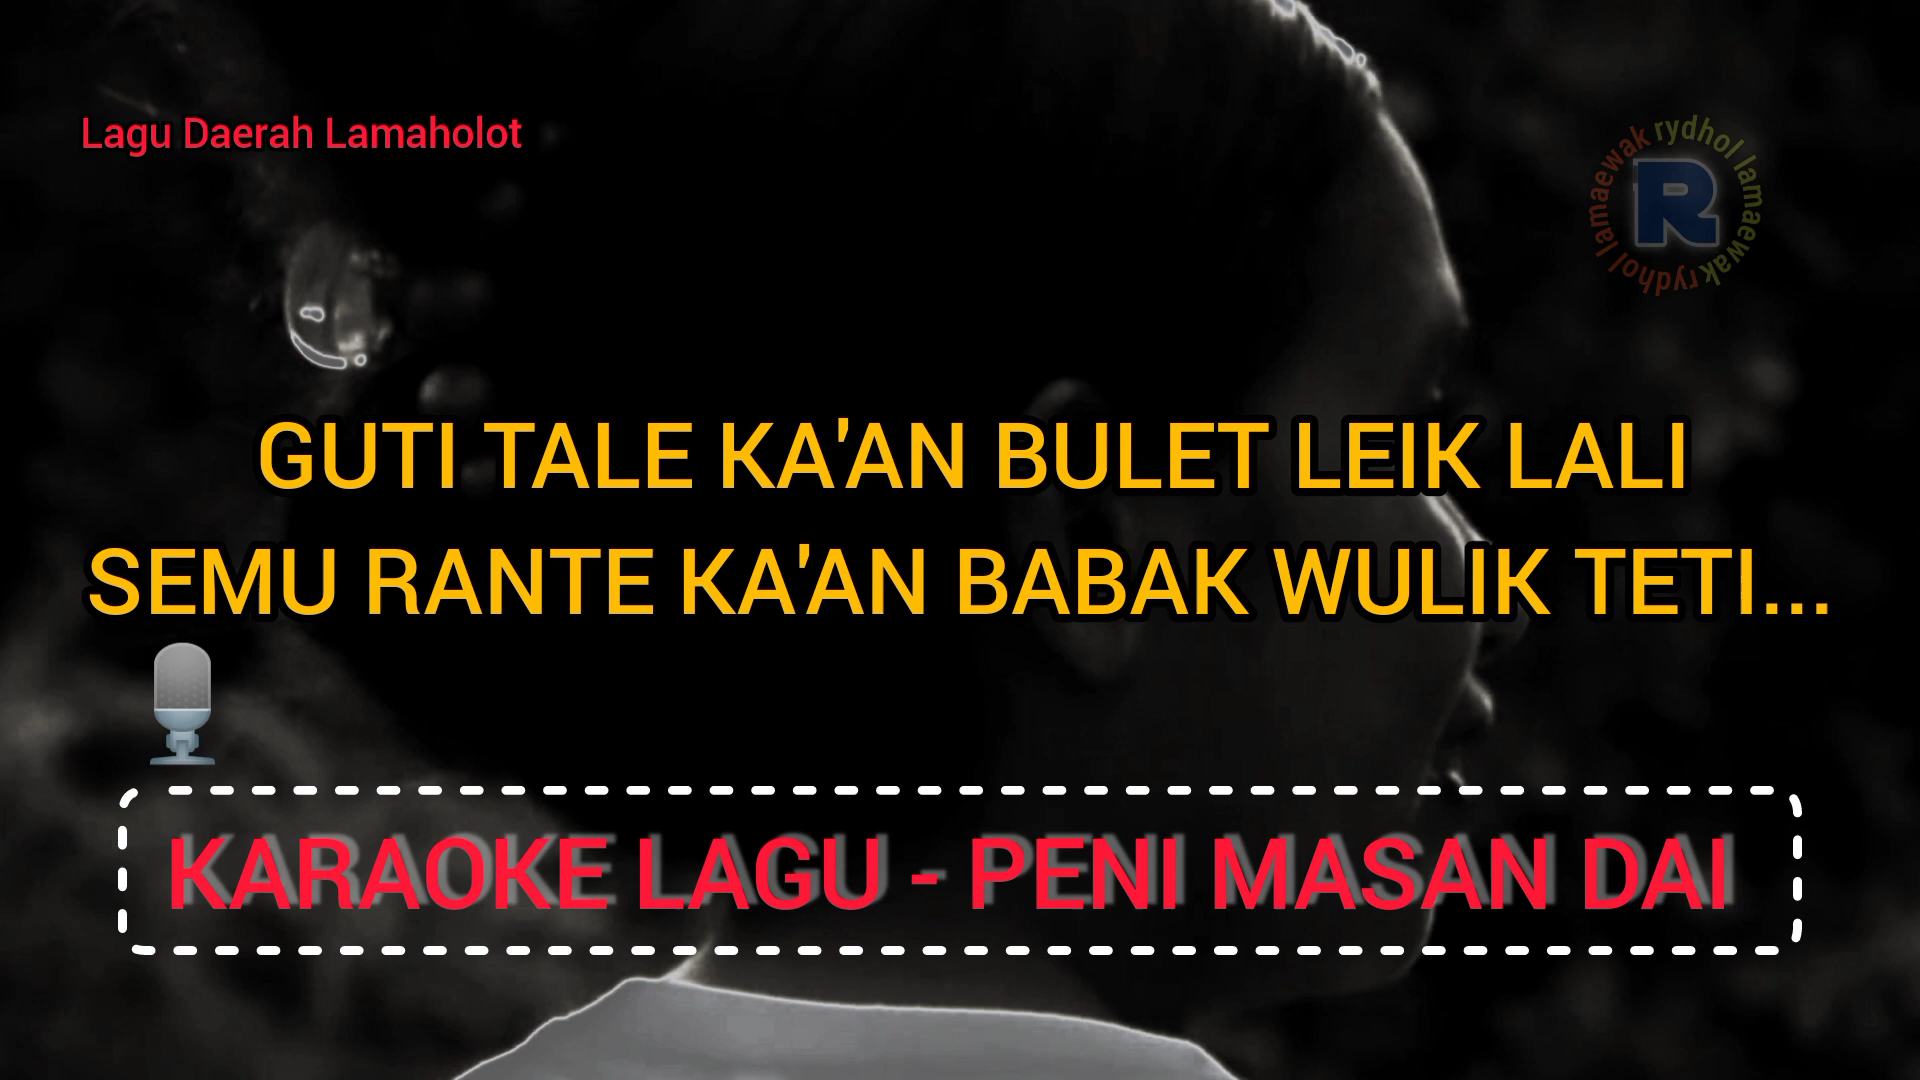 Lagu Daerah Lamaholot
rydhol lamaewak rydhol lamaewak
R
GUTI TALE KA'AN BULET LEIK LALI
SEMU RANTE KA'AN BABAK WULIK TETI...
KARAOKE LAGU - PENI MASAN DAI